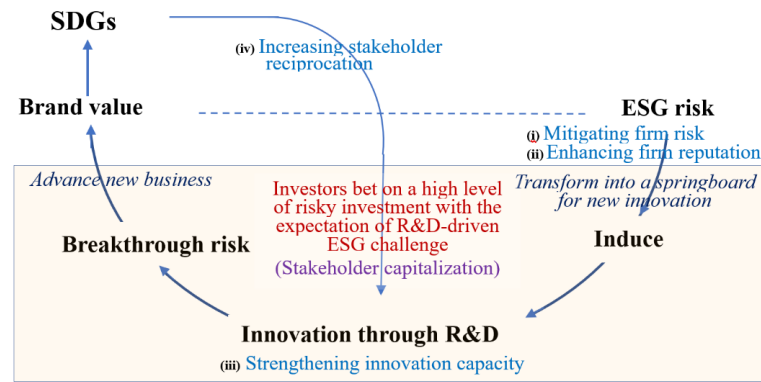 SDGs
(iv) Increasing stakeholder
reciprocation
Brand value
ESG risk
(i) Mitigating firm risk
(ii) Enhancing firm reputation
Advance new business
Investors bet on a high level
of risky investment with the
expectation of R&D-driven
ESG challenge
(Stakeholder capitalization)
Transform into a springboard
for new innovation
Breakthrough risk
Induce
Innovation through R&D
(iii) Strengthening innovation capacity